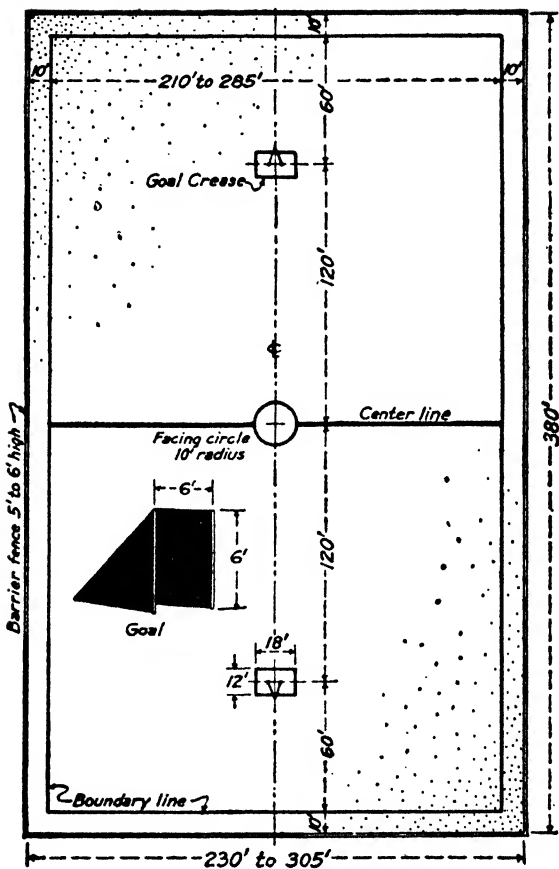 10'
10'
210' to 285'
10'
60'
Goal Crease
120'
℄
Center line
Facing circle
10' radius
380'
Barrier fence 5' to 6' high
6'
6'
Goal
120'
18'
12'
60'
Boundary line
10'
230' to 305'